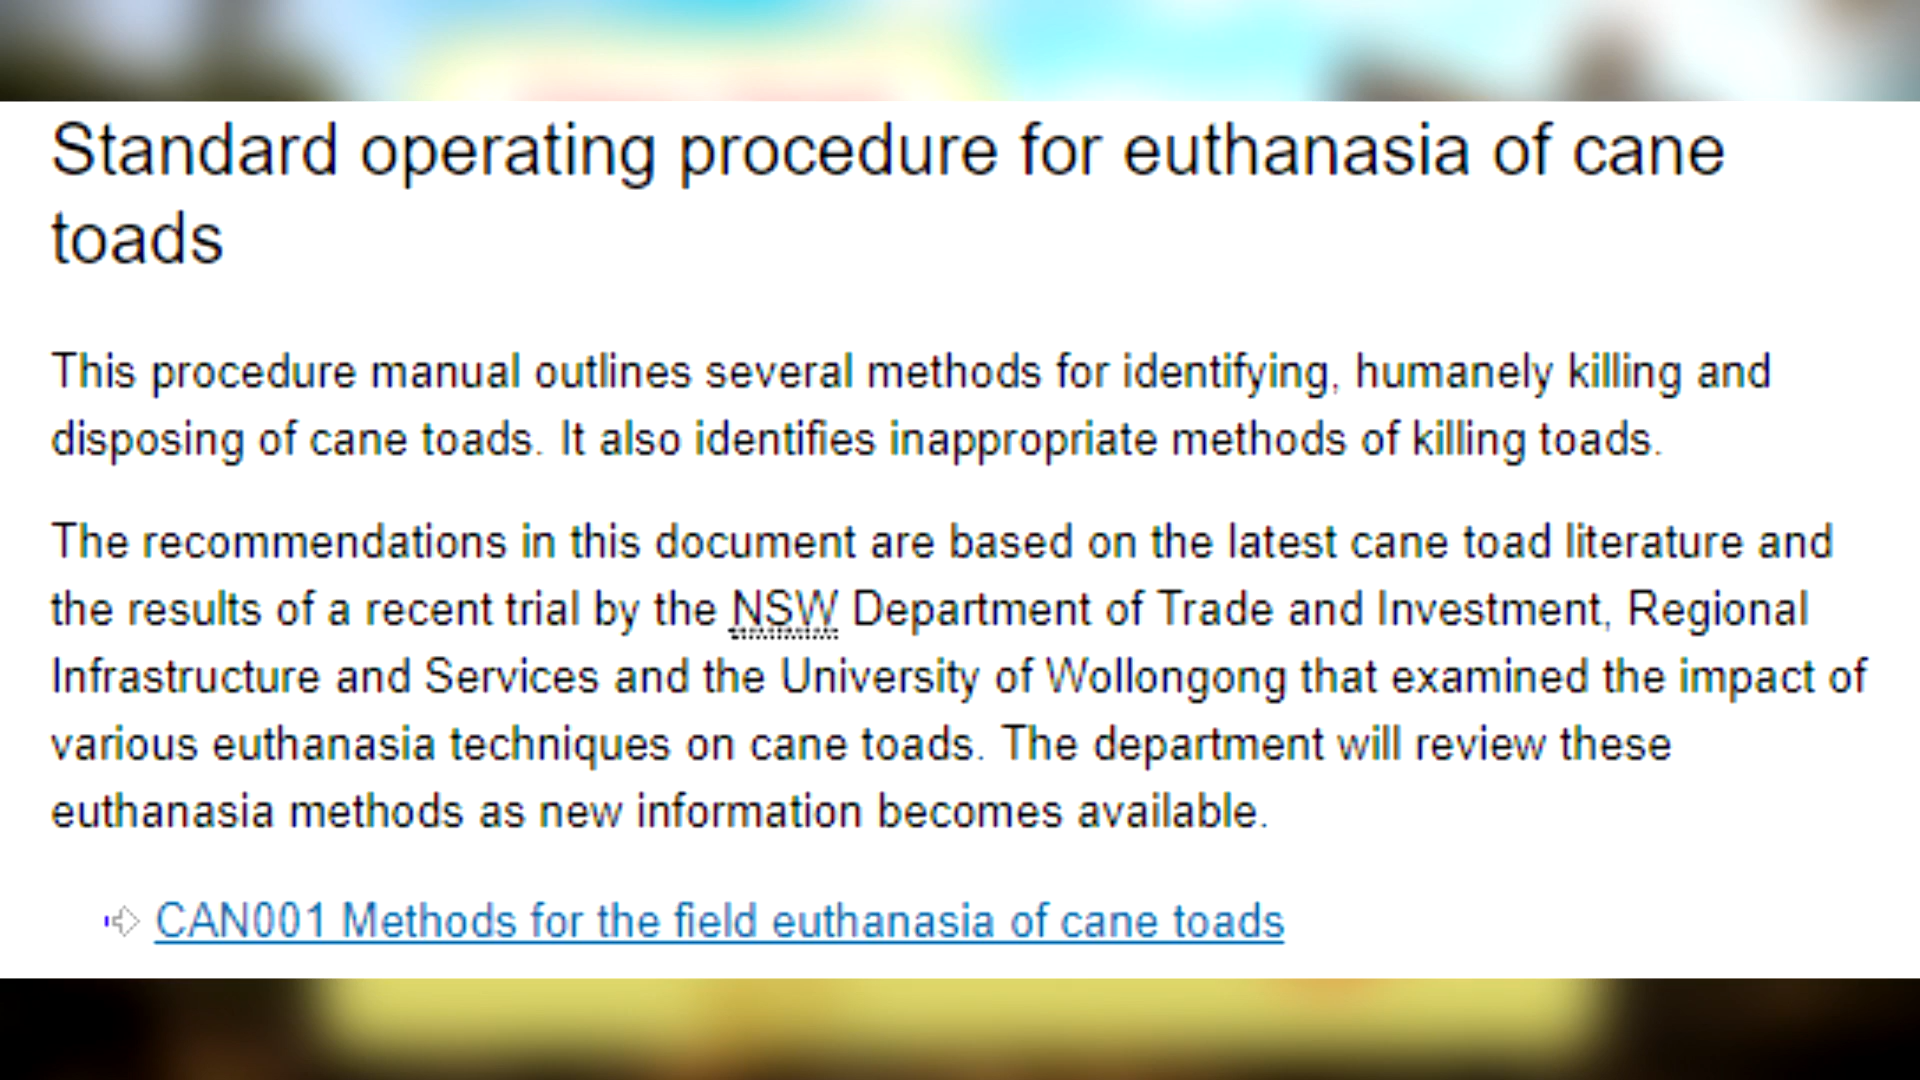 Standard operating procedure for euthanasia of cane
toads
This procedure manual outlines several methods for identifying, humanely killing and
disposing of cane toads. It also identifies inappropriate methods of killing toads.
The recommendations in this document are based on the latest cane toad literature and
the results of a recent trial by the NSW Department of Trade and Investment, Regional
Infrastructure and Services and the University of Wollongong that examined the impact of
various euthanasia techniques on cane toads. The department will review these
euthanasia methods as new information becomes available.
CAN001 Methods for the field euthanasia of cane toads